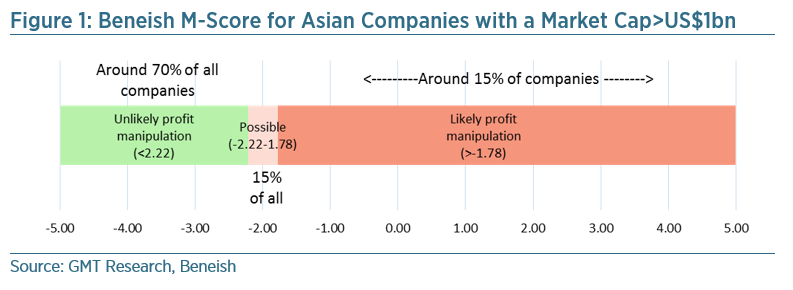 Figure 1: Beneish M-Score for Asian Companies with a Market Cap>US$1bn
Around 70% of all
companies
<---------Around 15% of companies ------->
Unlikely profit
manipulation
(<2.22)
Possible
(-2.22-1.78)
Likely profit
manipulation
(>-1.78)
15%
of all
-5.00 -4.00 -3.00 -2.00 -1.00 0.00 1.00 2.00 3.00 4.00 5.00
Source: GMT Research, Beneish